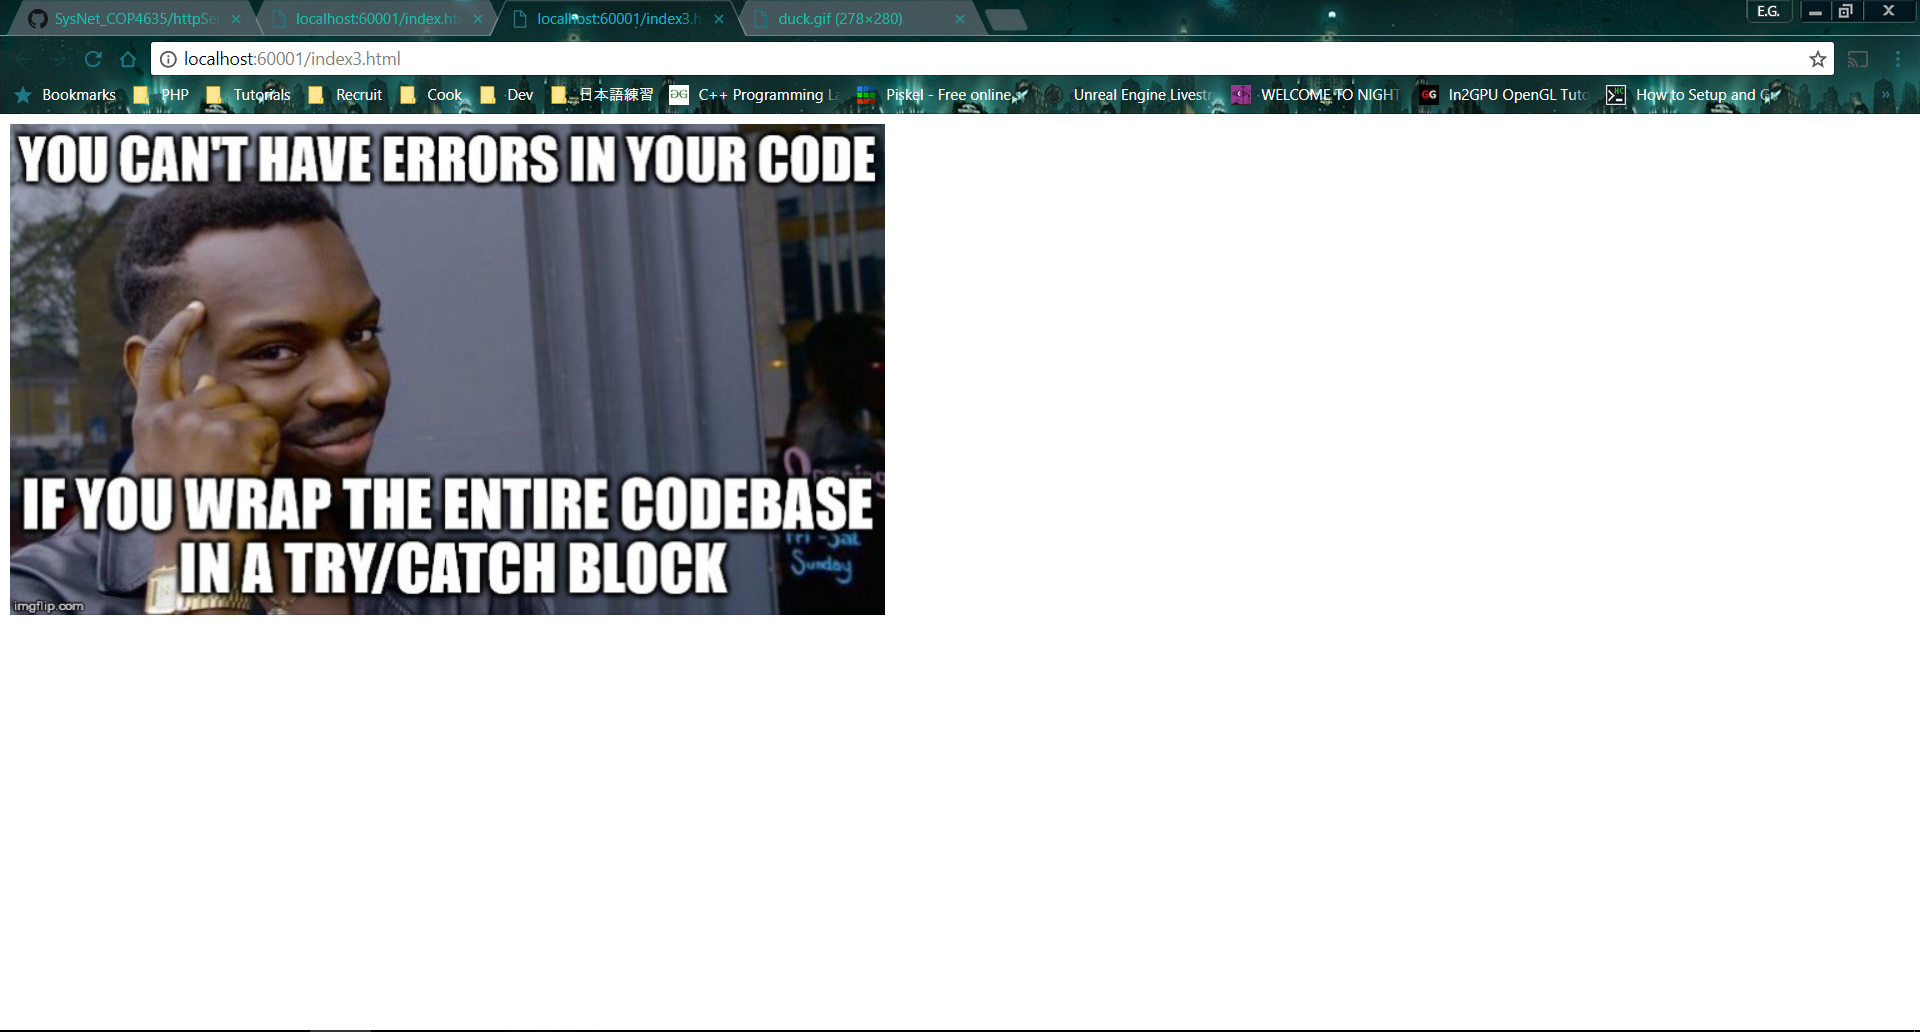 SysNet_COP4635/httpSe
localhost:60001/index.ht
localhost:60001/index3.h
duck.gif (278×280)
E.G.
localhost:60001/index3.html
Bookmarks
PHP
Tutorials
Recruit
Cook
Dev
日本語練習
C++ Programming La
Piskel - Free online
Unreal Engine Livest
WELCOME TO NIGHT
GG
In2GPU OpenGL Tuto
How to Setup and
YOU CAN'T HAVE ERRORS IN YOUR CODE
IF YOU WRAP THE ENTIRE CODEBASE
IN A TRY/CATCH BLOCK
Sunday
imgflip.com